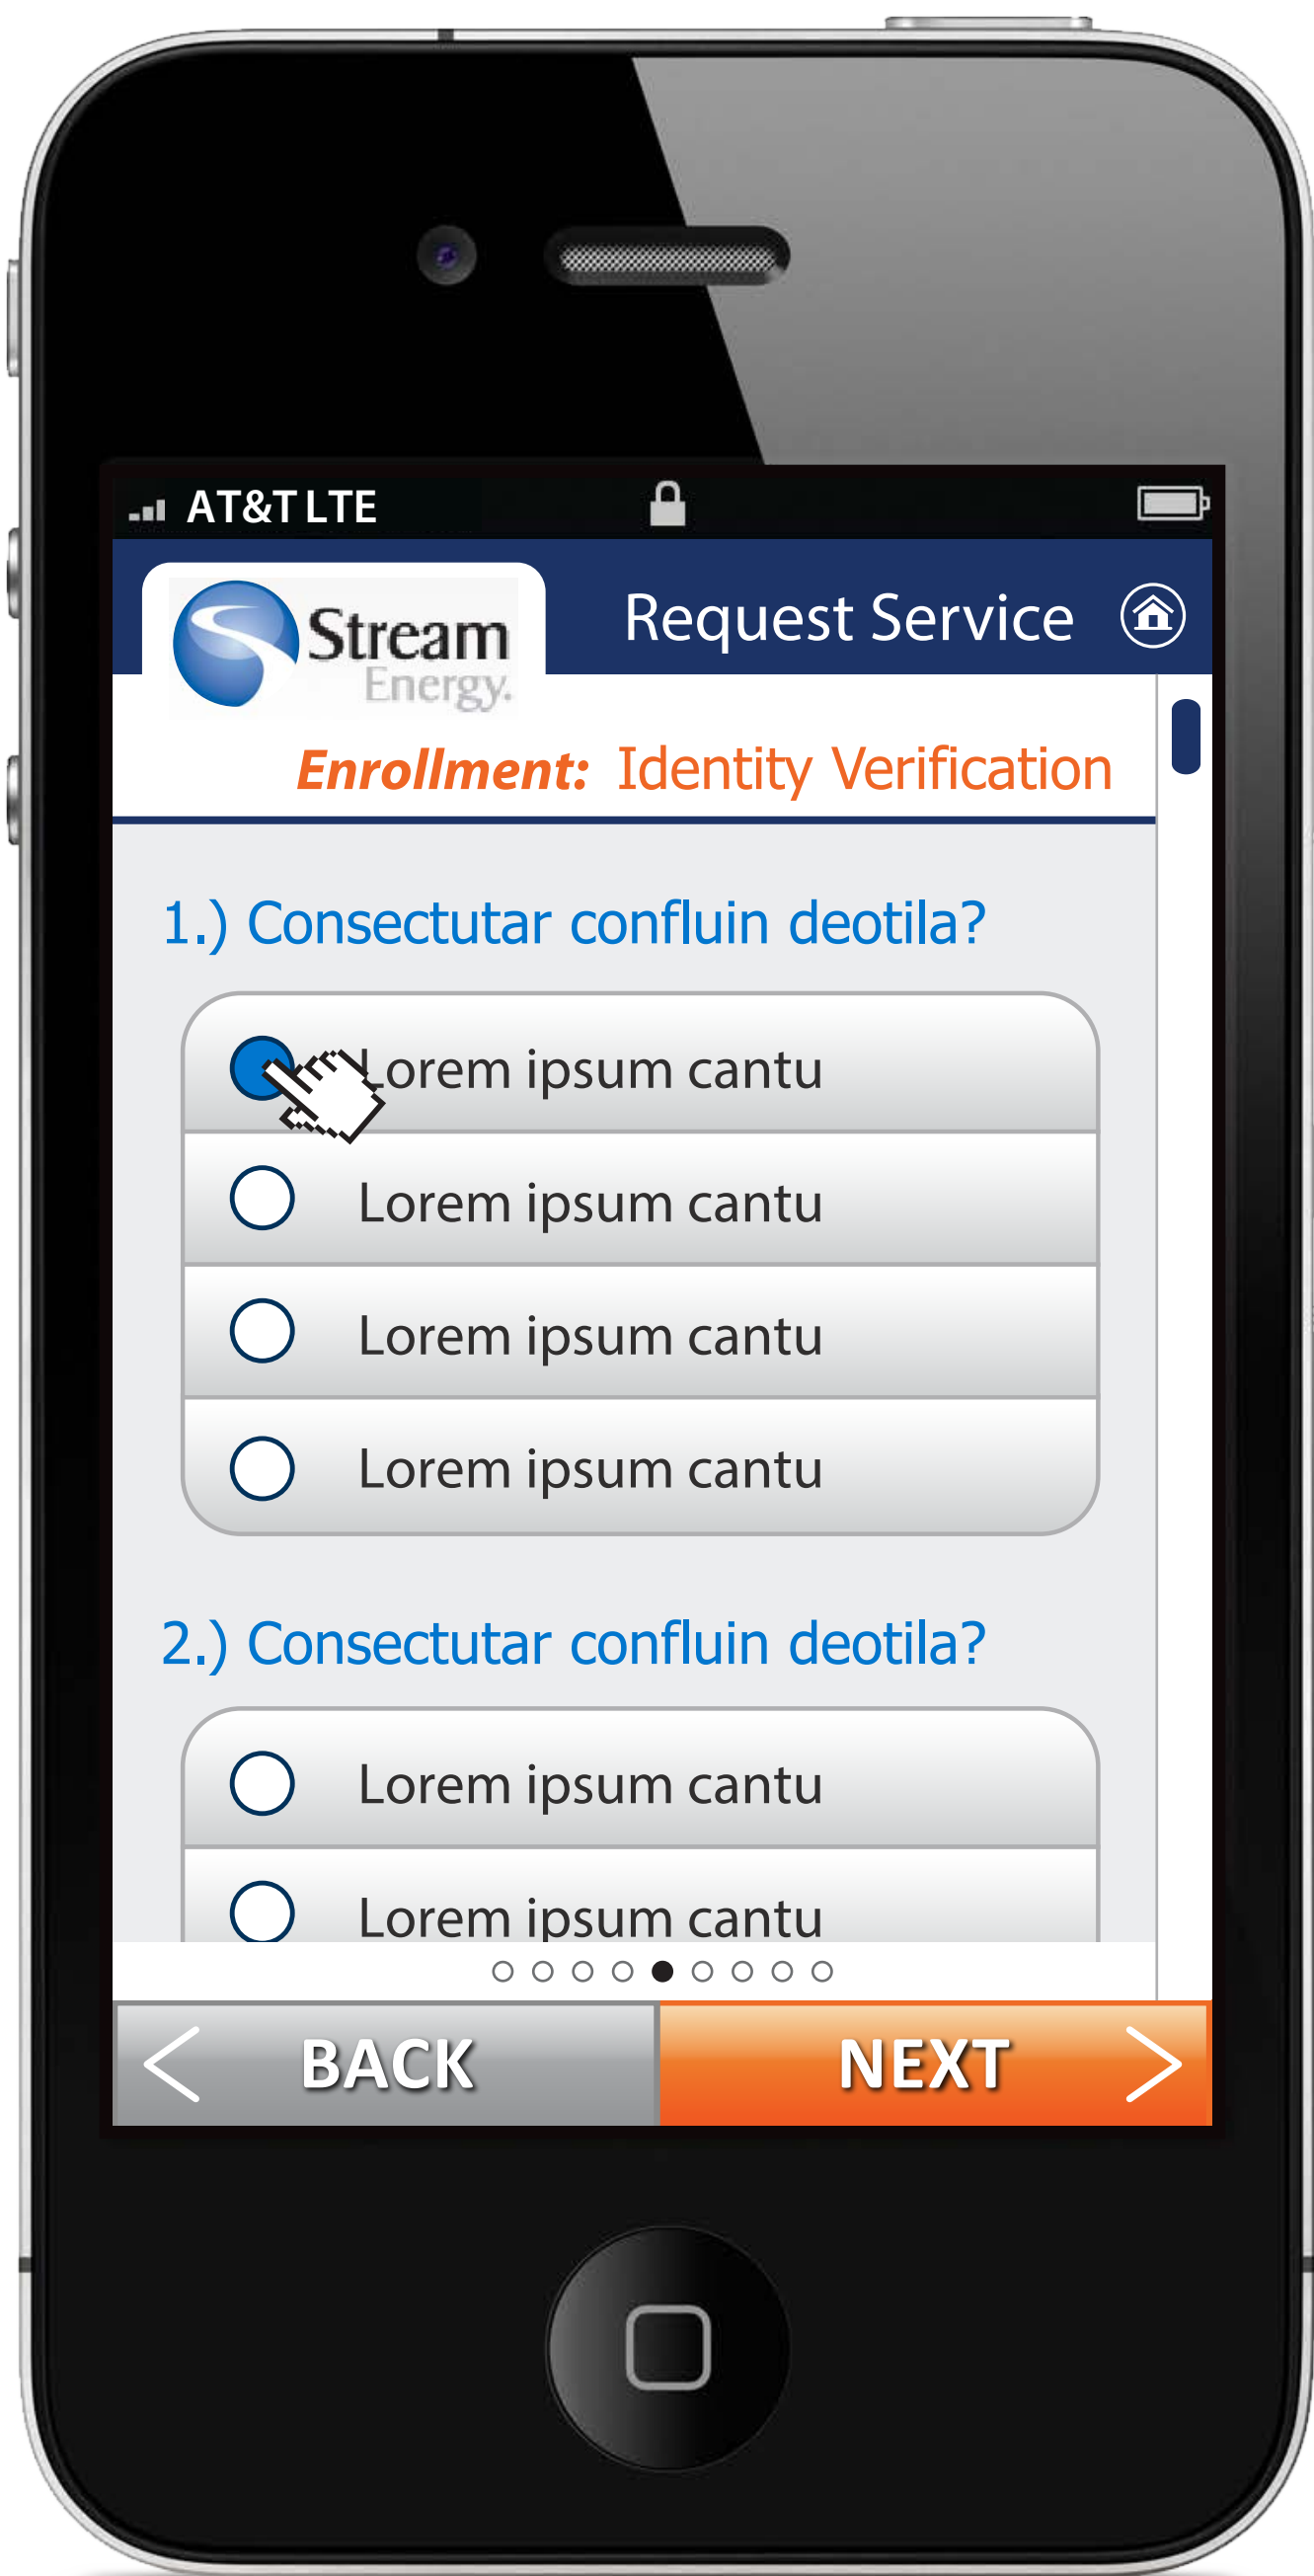 AT&T LTE
Stream
Energy.
Request Service
Enrollment: Identity Verification
1.) Consectutar confluin deotila?
Lorem ipsum cantu
Lorem ipsum cantu
Lorem ipsum cantu
Lorem ipsum cantu
2.) Consectutar confluin deotila?
Lorem ipsum cantu
Lorem ipsum cantu
BACK
NEXT